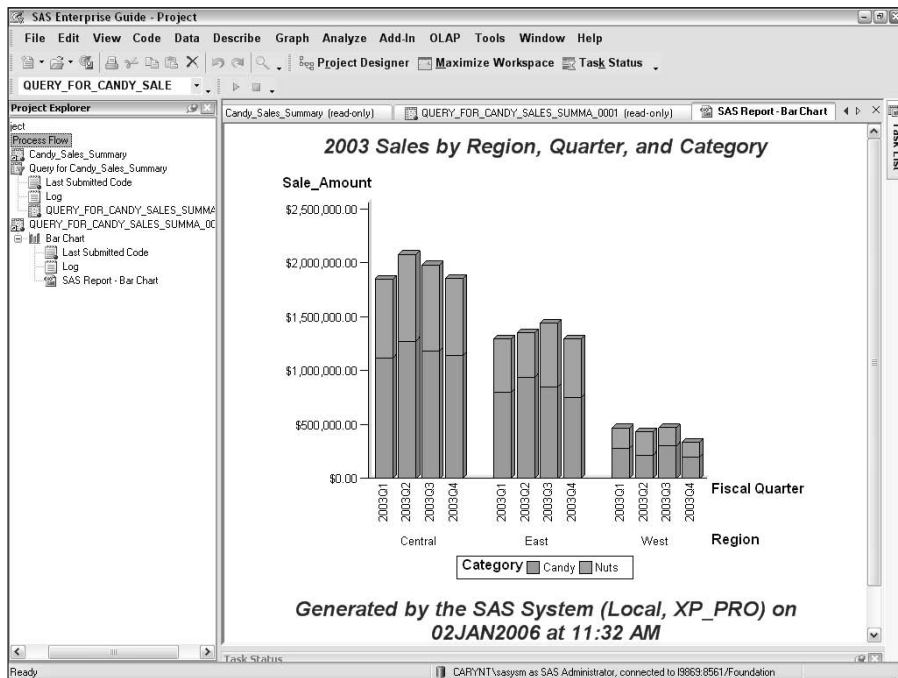 SAS Enterprise Guide - Project
File Edit View Code Data Describe Graph Analyze Add-In OLAP Tools Window Help
Project Designer Maximize Workspace Task Status
QUERY_FOR_CANDY_SALE
Project Explorer
ject
Process Flow
Candy_Sales_Summary
Query for Candy_Sales_Summary
Last Submitted Code
Log
QUERY_FOR_CANDY_SALES_SUMMA
QUERY_FOR_CANDY_SALES_SUMMA_00
Bar Chart
Last Submitted Code
Log
SAS Report - Bar Chart
Candy_Sales_Summary (read-only) QUERY_FOR_CANDY_SALES_SUMMA_0001 (read-only) SAS Report - Bar Chart
Task List
2003 Sales by Region, Quarter, and Category
Sale_Amount
$2,500,000.00
$2,000,000.00
$1,500,000.00
$1,000,000.00
$500,000.00
$0.00
2003Q1 2003Q2 2003Q3 2003Q4 2003Q1 2003Q2 2003Q3 2003Q4 2003Q1 2003Q2 2003Q3 2003Q4
Fiscal Quarter
Central East West Region
Category Candy Nuts
Generated by the SAS System (Local, XP_PRO) on
02JAN2006 at 11:32 AM
Task Status
Ready
CARYNT\sasysm as SAS Administrator, connected to I9869:8561/Foundation